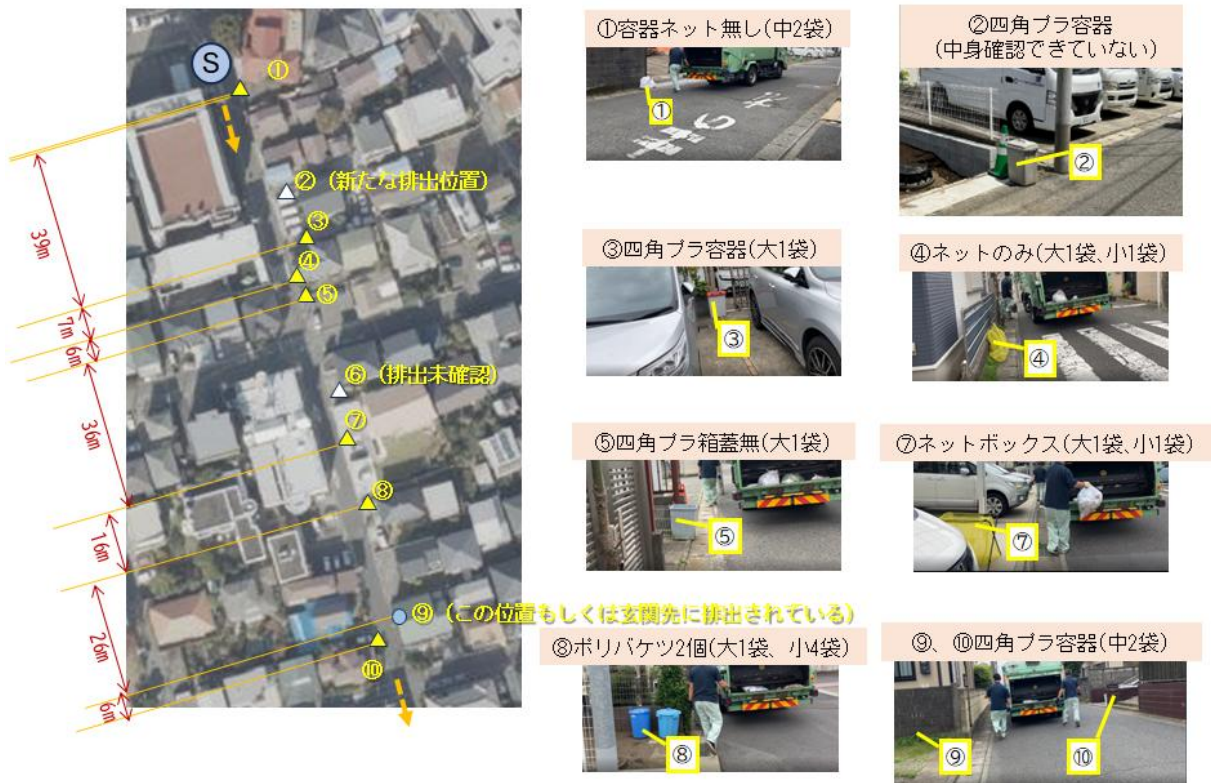 S
①
②（新たな排出位置）
③
④
⑤
⑥（排出未確認）
⑦
⑧
⑨（この位置もしくは玄関先に排出されている）
⑩
39m
7m
6m
36m
16m
26m
6m
①容器ネット無し(中2袋)
①
②四角プラ容器
(中身確認できていない)
②
③四角プラ容器(大1袋)
③
④ネットのみ(大1袋、小1袋)
④
⑤四角プラ箱蓋無(大1袋)
⑤
⑦ネットボックス(大1袋、小1袋)
⑦
⑧ポリバケツ2個(大1袋、小4袋)
⑧
⑨、⑩四角プラ容器(中2袋)
⑨
⑩